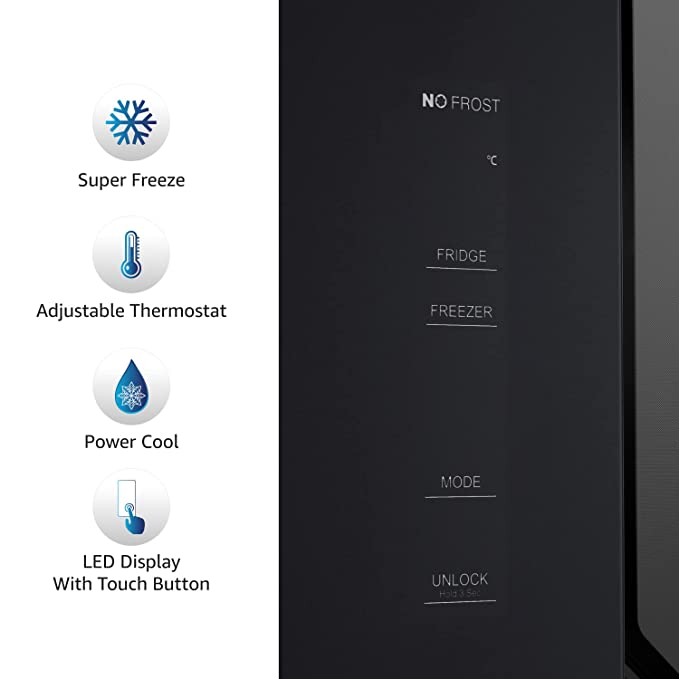 Super Freeze
Adjustable Thermostat
Power Cool
LED Display
With Touch Button
NO FROST
°C
FRIDGE
FREEZER
MODE
UNLOCK
Hold 3 Sec